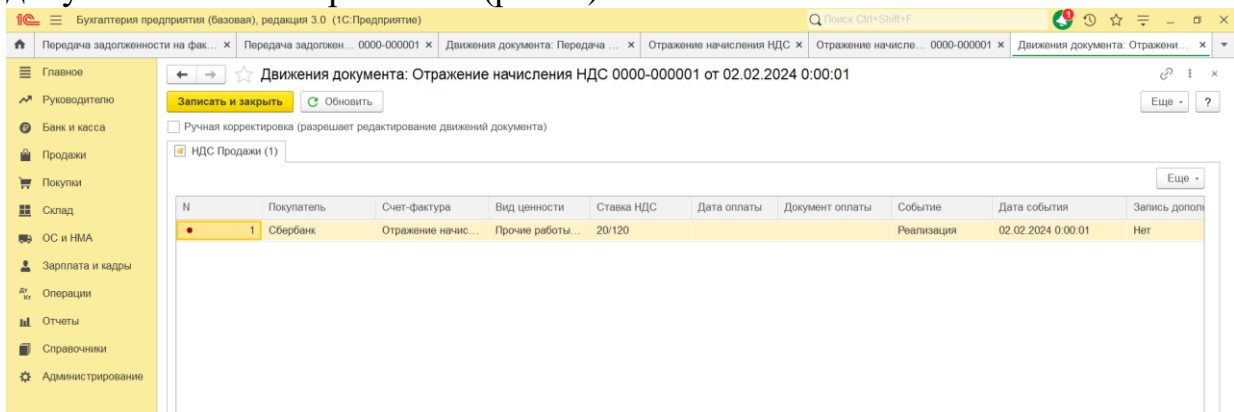 1С Бухгалтерия предприятия (базовая), редакция 3.0 (1С:Предприятие) Поиск Ctrl+Shift+F 1
Передача задолженности на фак... × Передача задолжен... 0000-000001 × Движения документа: Передача ... × Отражение начисления НДС × Отражение начисле... 0000-000001 × Движения документа: Отражени... ×
Главное
Движения документа: Отражение начисления НДС 0000-000001 от 02.02.2024 0:00:01
Руководителю
Записать и закрыть Обновить Еще ?
Банк и касса
Ручная корректировка (разрешает редактирование движений документа)
Продажи
НДС Продажи (1)
Покупки
Еще
Склад
N Покупатель Счет-фактура Вид ценности Ставка НДС Дата оплаты Документ оплаты Событие Дата события Запись дополн
ОС и НМА
1 Сбербанк Отражение начис... Прочие работы... 20/120 Реализация 02.02.2024 0:00:01 Нет
Зарплата и кадры
Дт Кт Операции
Отчеты
Справочники
Администрирование